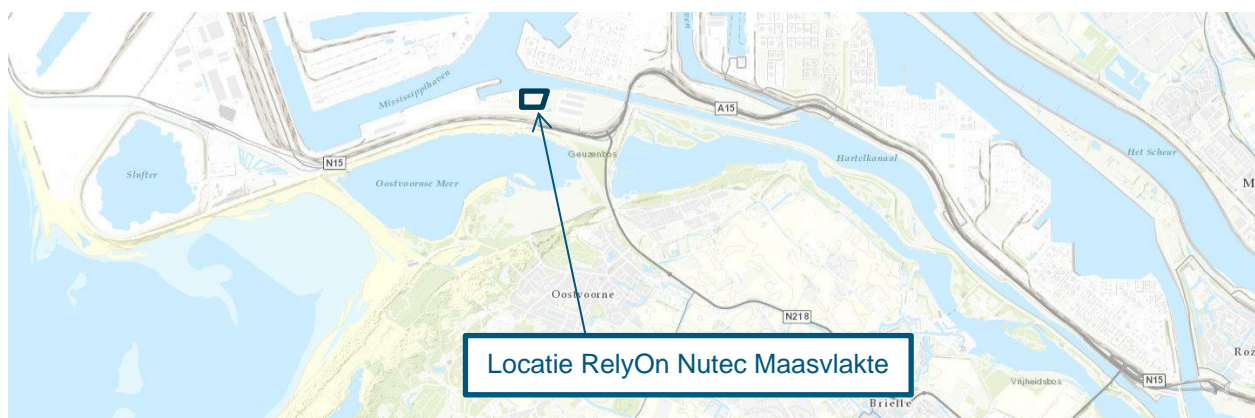 Mississippihaven
A15
N15
Geuzenbos
Hartelkanaal
Het Scheur
Slufter
Oostvoornse Meer
Oostvoorne
N218
Locatie RelyOn Nutec Maasvlakte
Vrijheidsbos
N15
Brielle
Roz
M